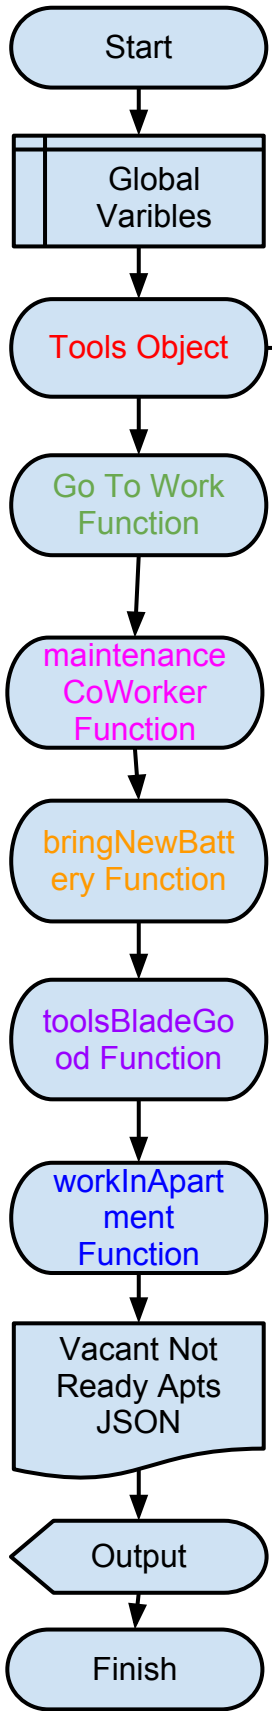 Start
Global
Varibles
Tools Object
Go To Work
Function
maintenance
CoWorker
Function
bringNewBatt
ery Function
toolsBladeGo
od Function
workInApart
ment
Function
Vacant Not
Ready Apts
JSON
Output
Finish